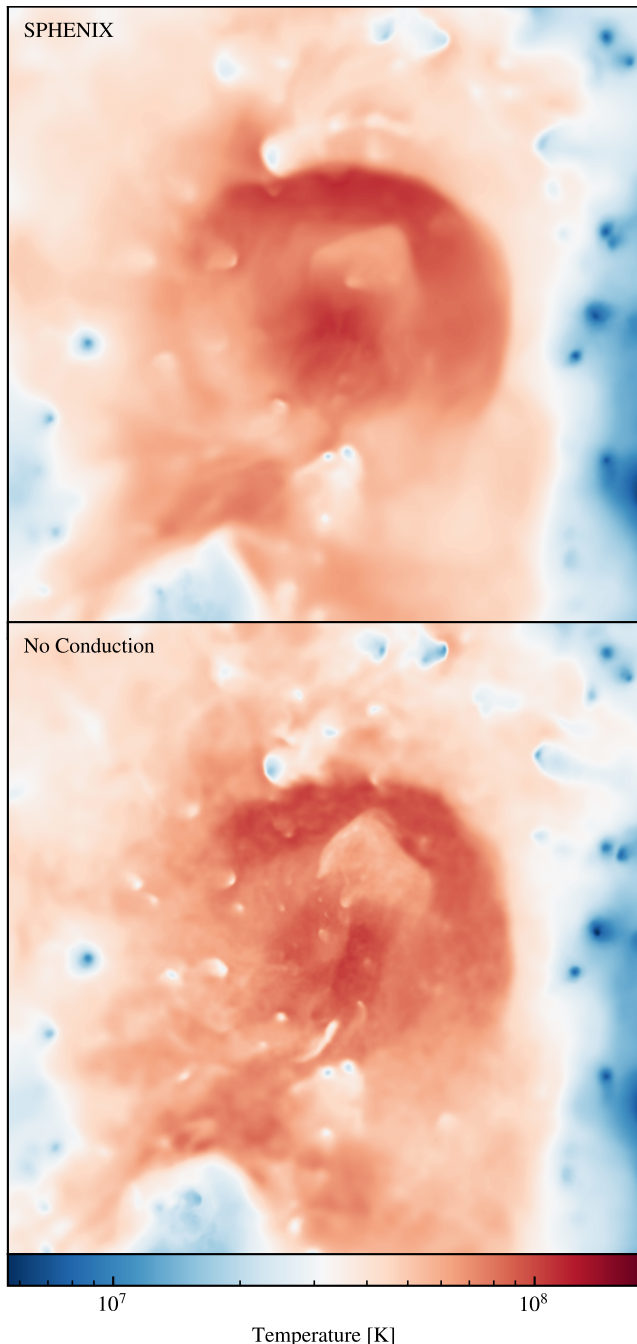 SPHENIX
No Conduction
10⁷ 10⁸
Temperature [K]